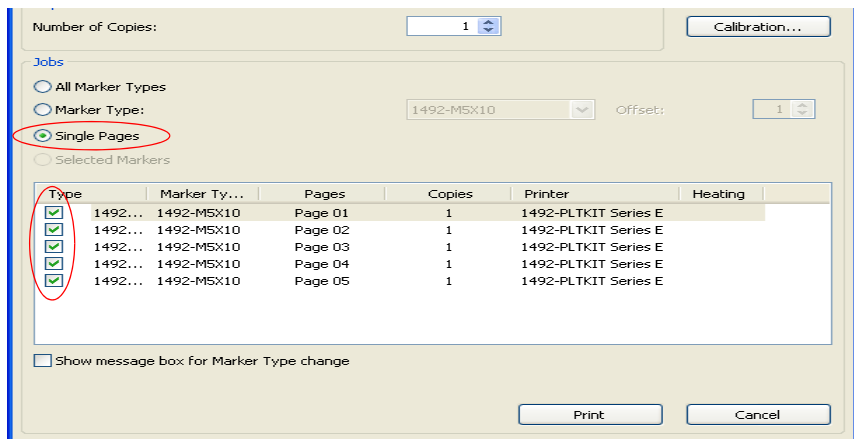 Number of Copies: 1 Calibration...
Jobs
All Marker Types
Marker Type: 1492-M5X10 Offset: 1
Single Pages
Selected Markers
Type Marker Ty... Pages Copies Printer Heating
1492... 1492-M5X10 Page 01 1 1492-PLTKIT Series E
1492... 1492-M5X10 Page 02 1 1492-PLTKIT Series E
1492... 1492-M5X10 Page 03 1 1492-PLTKIT Series E
1492... 1492-M5X10 Page 04 1 1492-PLTKIT Series E
1492... 1492-M5X10 Page 05 1 1492-PLTKIT Series E
Show message box for Marker Type change
Print Cancel